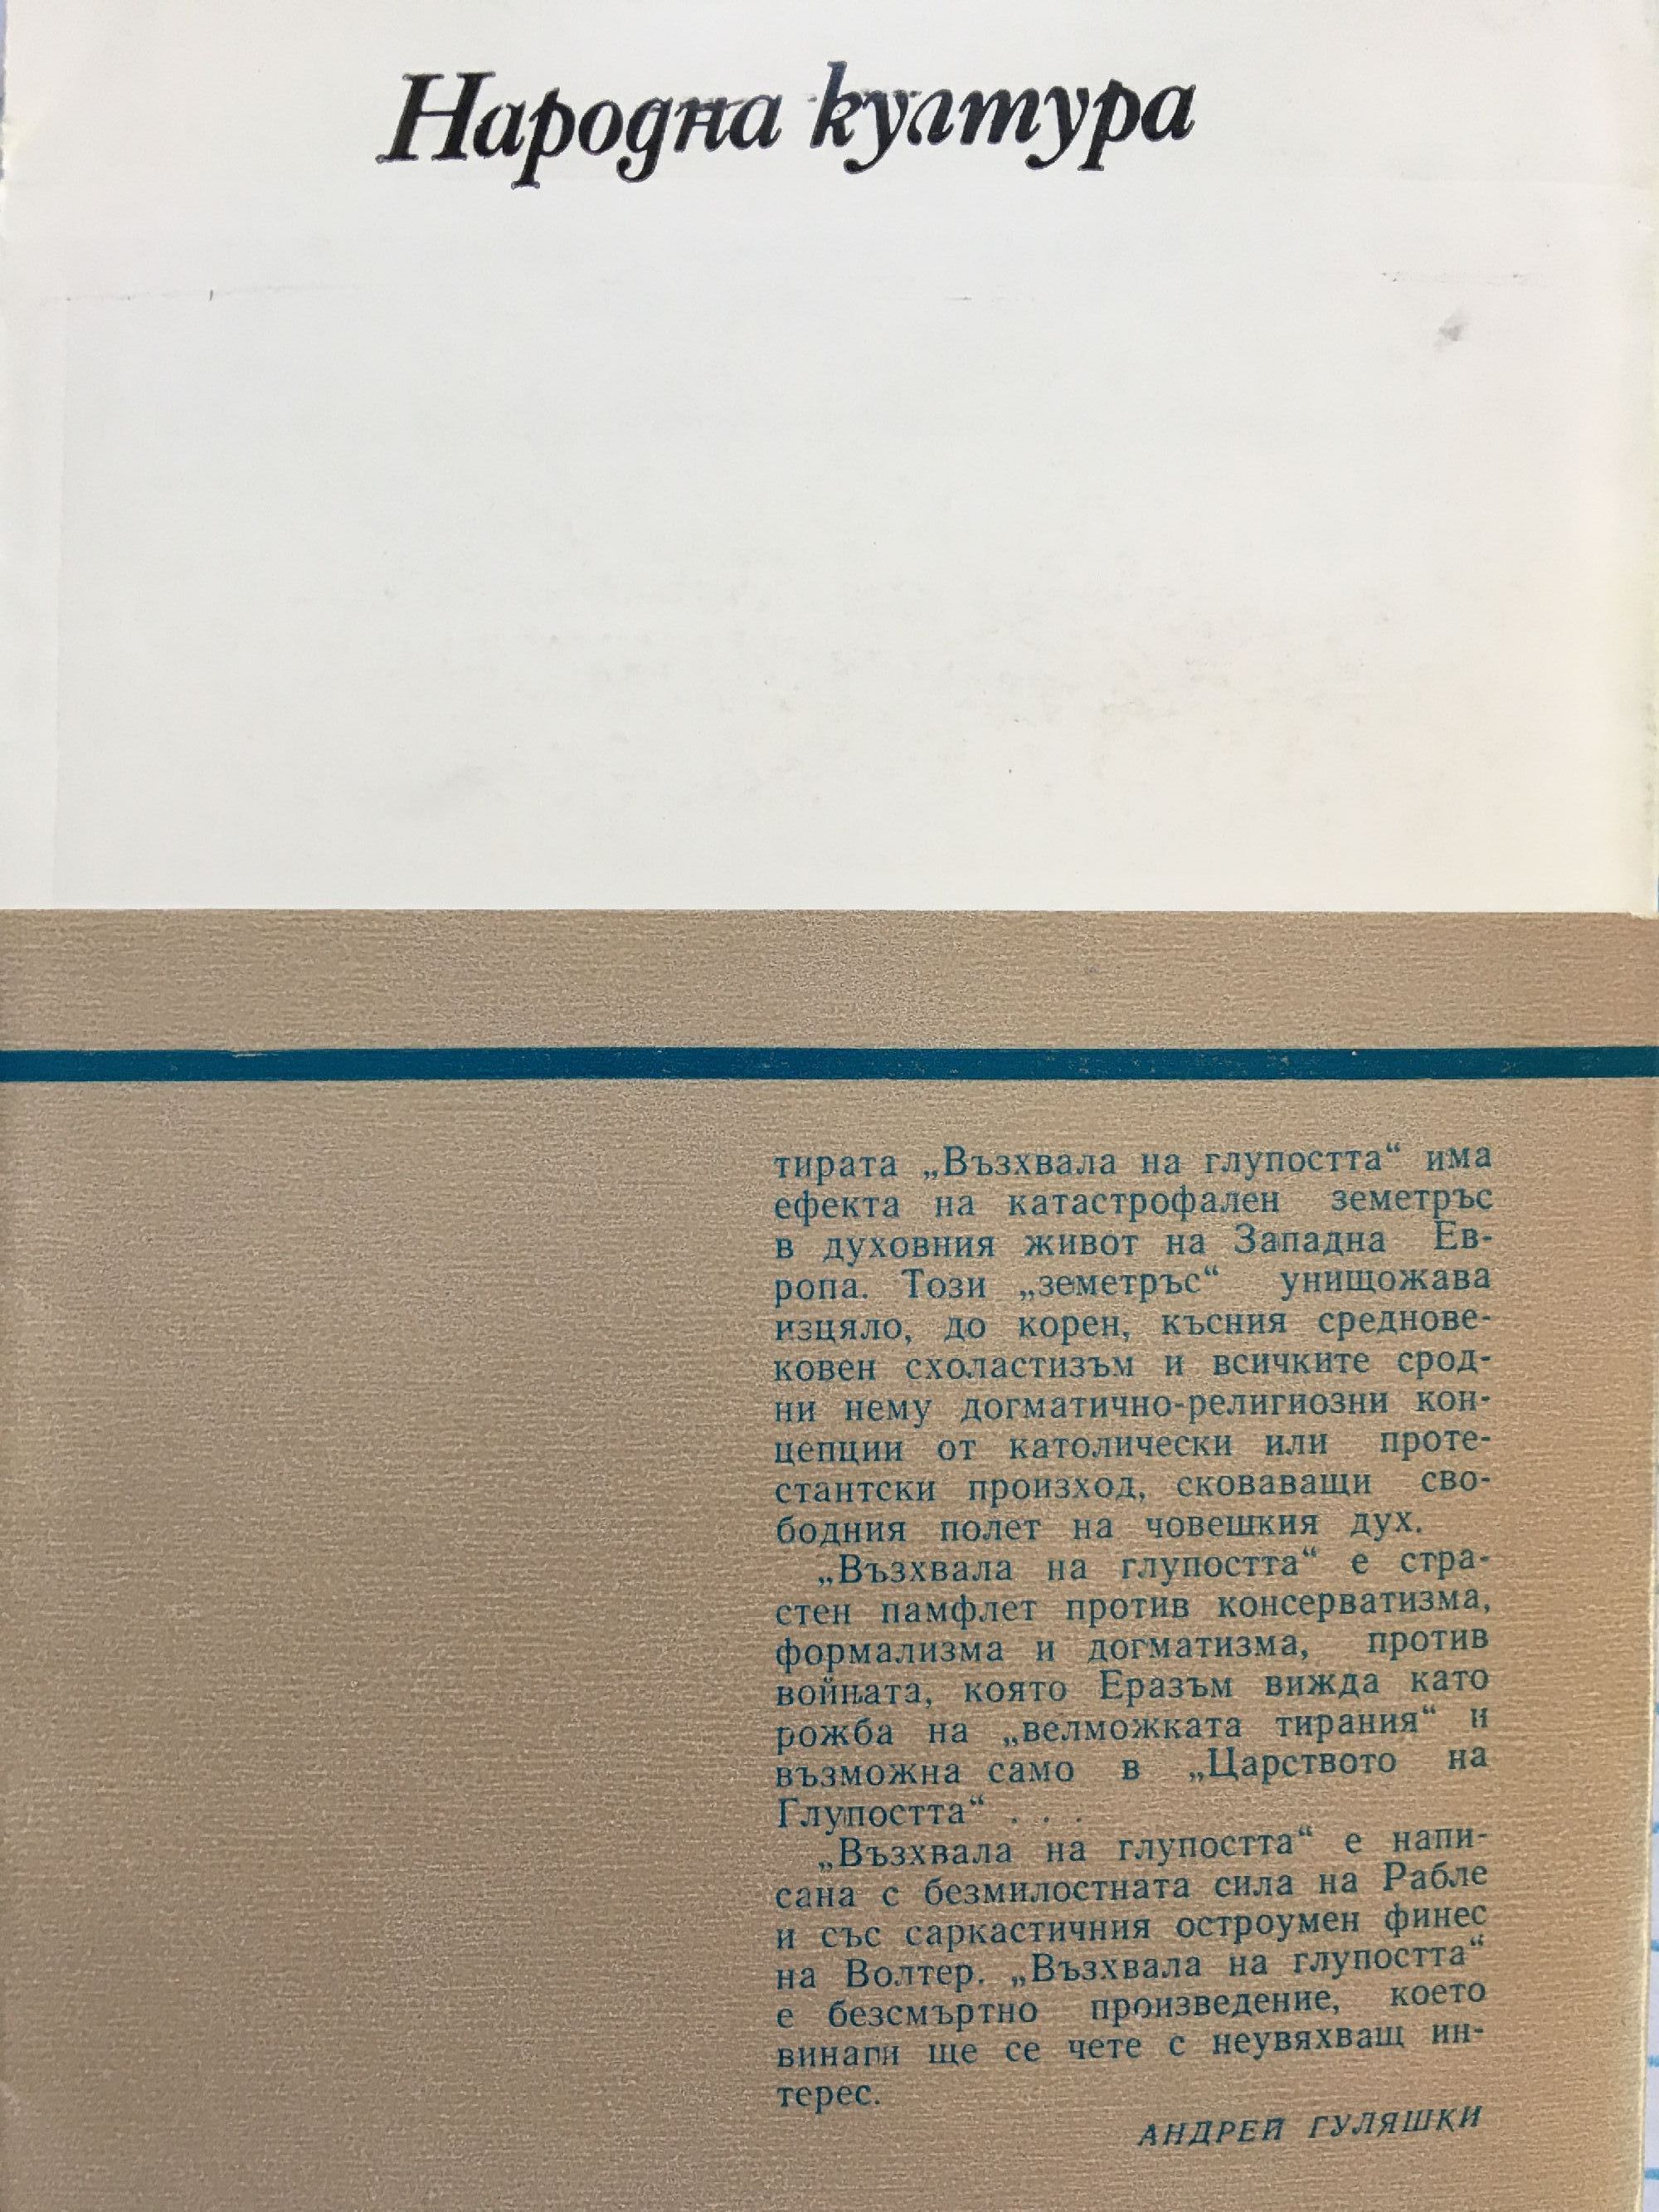 Народна култура
тирата „Възхвала на глупостта“ има
ефекта на катастрофален земетръс
в духовния живот на Западна Ев-
ропа. Този „земетръс“ унищожава
изцяло, до корен, късния среднове-
ковен схоластизъм и всичките срод-
ни нему догматично-религиозни кон-
цепции от католически или проте-
стантски произход, сковаващи сво-
бодния полет на човешкия дух.
„Възхвала на глупостта“ е стра-
стен памфлет против консерватизма,
формализма и догматизма, против
войната, която Еразъм вижда като
рожба на „велможката тирания“ и
възможна само в „Царството на
Глупостта“ . . .
„Възхвала на глупостта“ е напи-
сана с безмилостната сила на Рабле
и със саркастичния остроумен финес
на Волтер. „Възхвала на глупостта“
е безсмъртно произведение, което
винаги ще се чете с неувяхващ ин-
терес.
АНДРЕЙ ГУЛЯШКИ